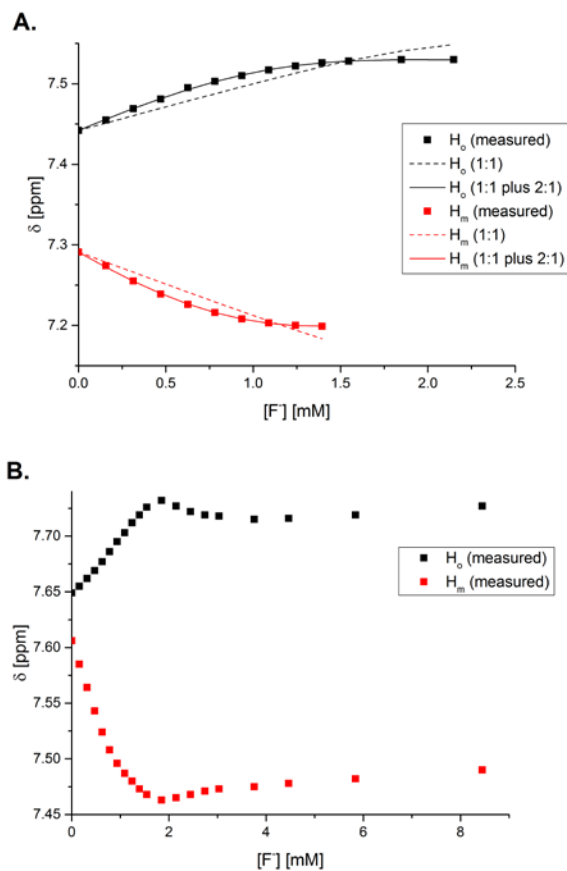 A.
7.5
7.4
7.3
7.2
0.0 0.5 1.0 1.5 2.0 2.5
δ [ppm]
[F⁻] [mM]
Hₒ (measured)
Hₒ (1:1)
Hₒ (1:1 plus 2:1)
Hₘ (measured)
Hₘ (1:1)
Hₘ (1:1 plus 2:1)
B.
7.70
7.65
7.60
7.55
7.50
7.45
0 2 4 6 8
δ [ppm]
[F⁻] [mM]
Hₒ (measured)
Hₘ (measured)